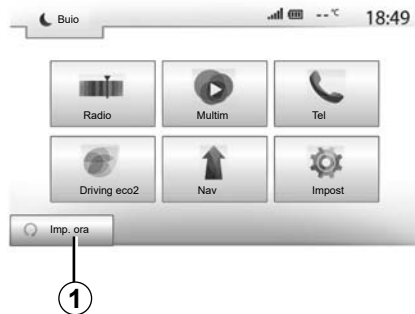 Buio --°C 18:49
Radio Multim Tel
Driving eco2 Nav Impost
Imp. ora
1